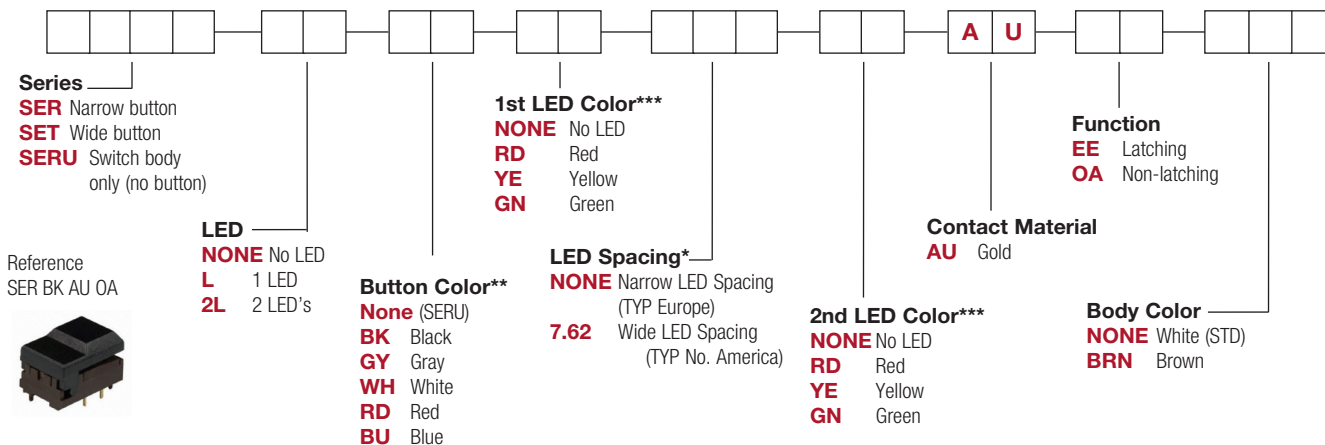 A U
Series
SER Narrow button
SET Wide button
SERU Switch body
only (no button)
LED
NONE No LED
L 1 LED
2L 2 LED's
Button Color**
None (SERU)
BK Black
GY Gray
WH White
RD Red
BU Blue
1st LED Color***
NONE No LED
RD Red
YE Yellow
GN Green
LED Spacing*
NONE Narrow LED Spacing
(TYP Europe)
7.62 Wide LED Spacing
(TYP No. America)
2nd LED Color***
NONE No LED
RD Red
YE Yellow
GN Green
Contact Material
AU Gold
Function
EE Latching
OA Non-latching
Body Color
NONE White (STD)
BRN Brown
Reference
SER BK AU OA